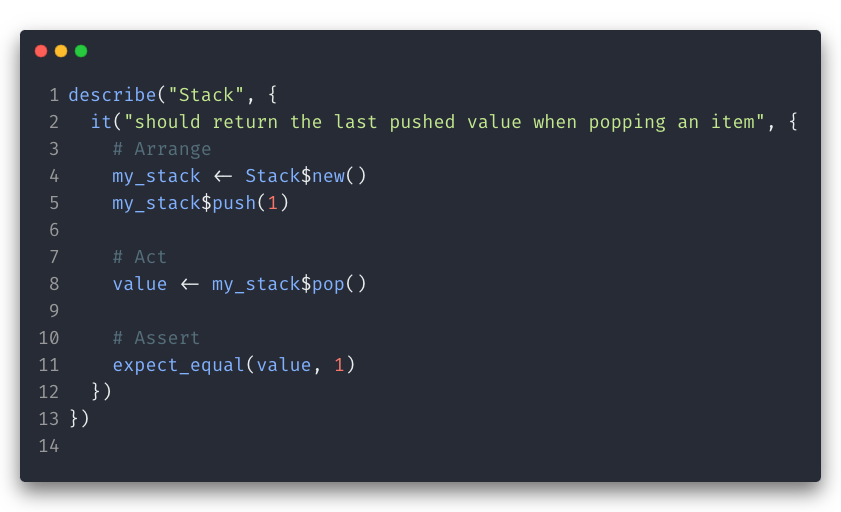 1 describe("Stack", {
2   it("should return the last pushed value when popping an item", {
3     # Arrange
4     my_stack <- Stack$new()
5     my_stack$push(1)
6
7     # Act
8     value <- my_stack$pop()
9
10     # Assert
11     expect_equal(value, 1)
12   })
13 })
14